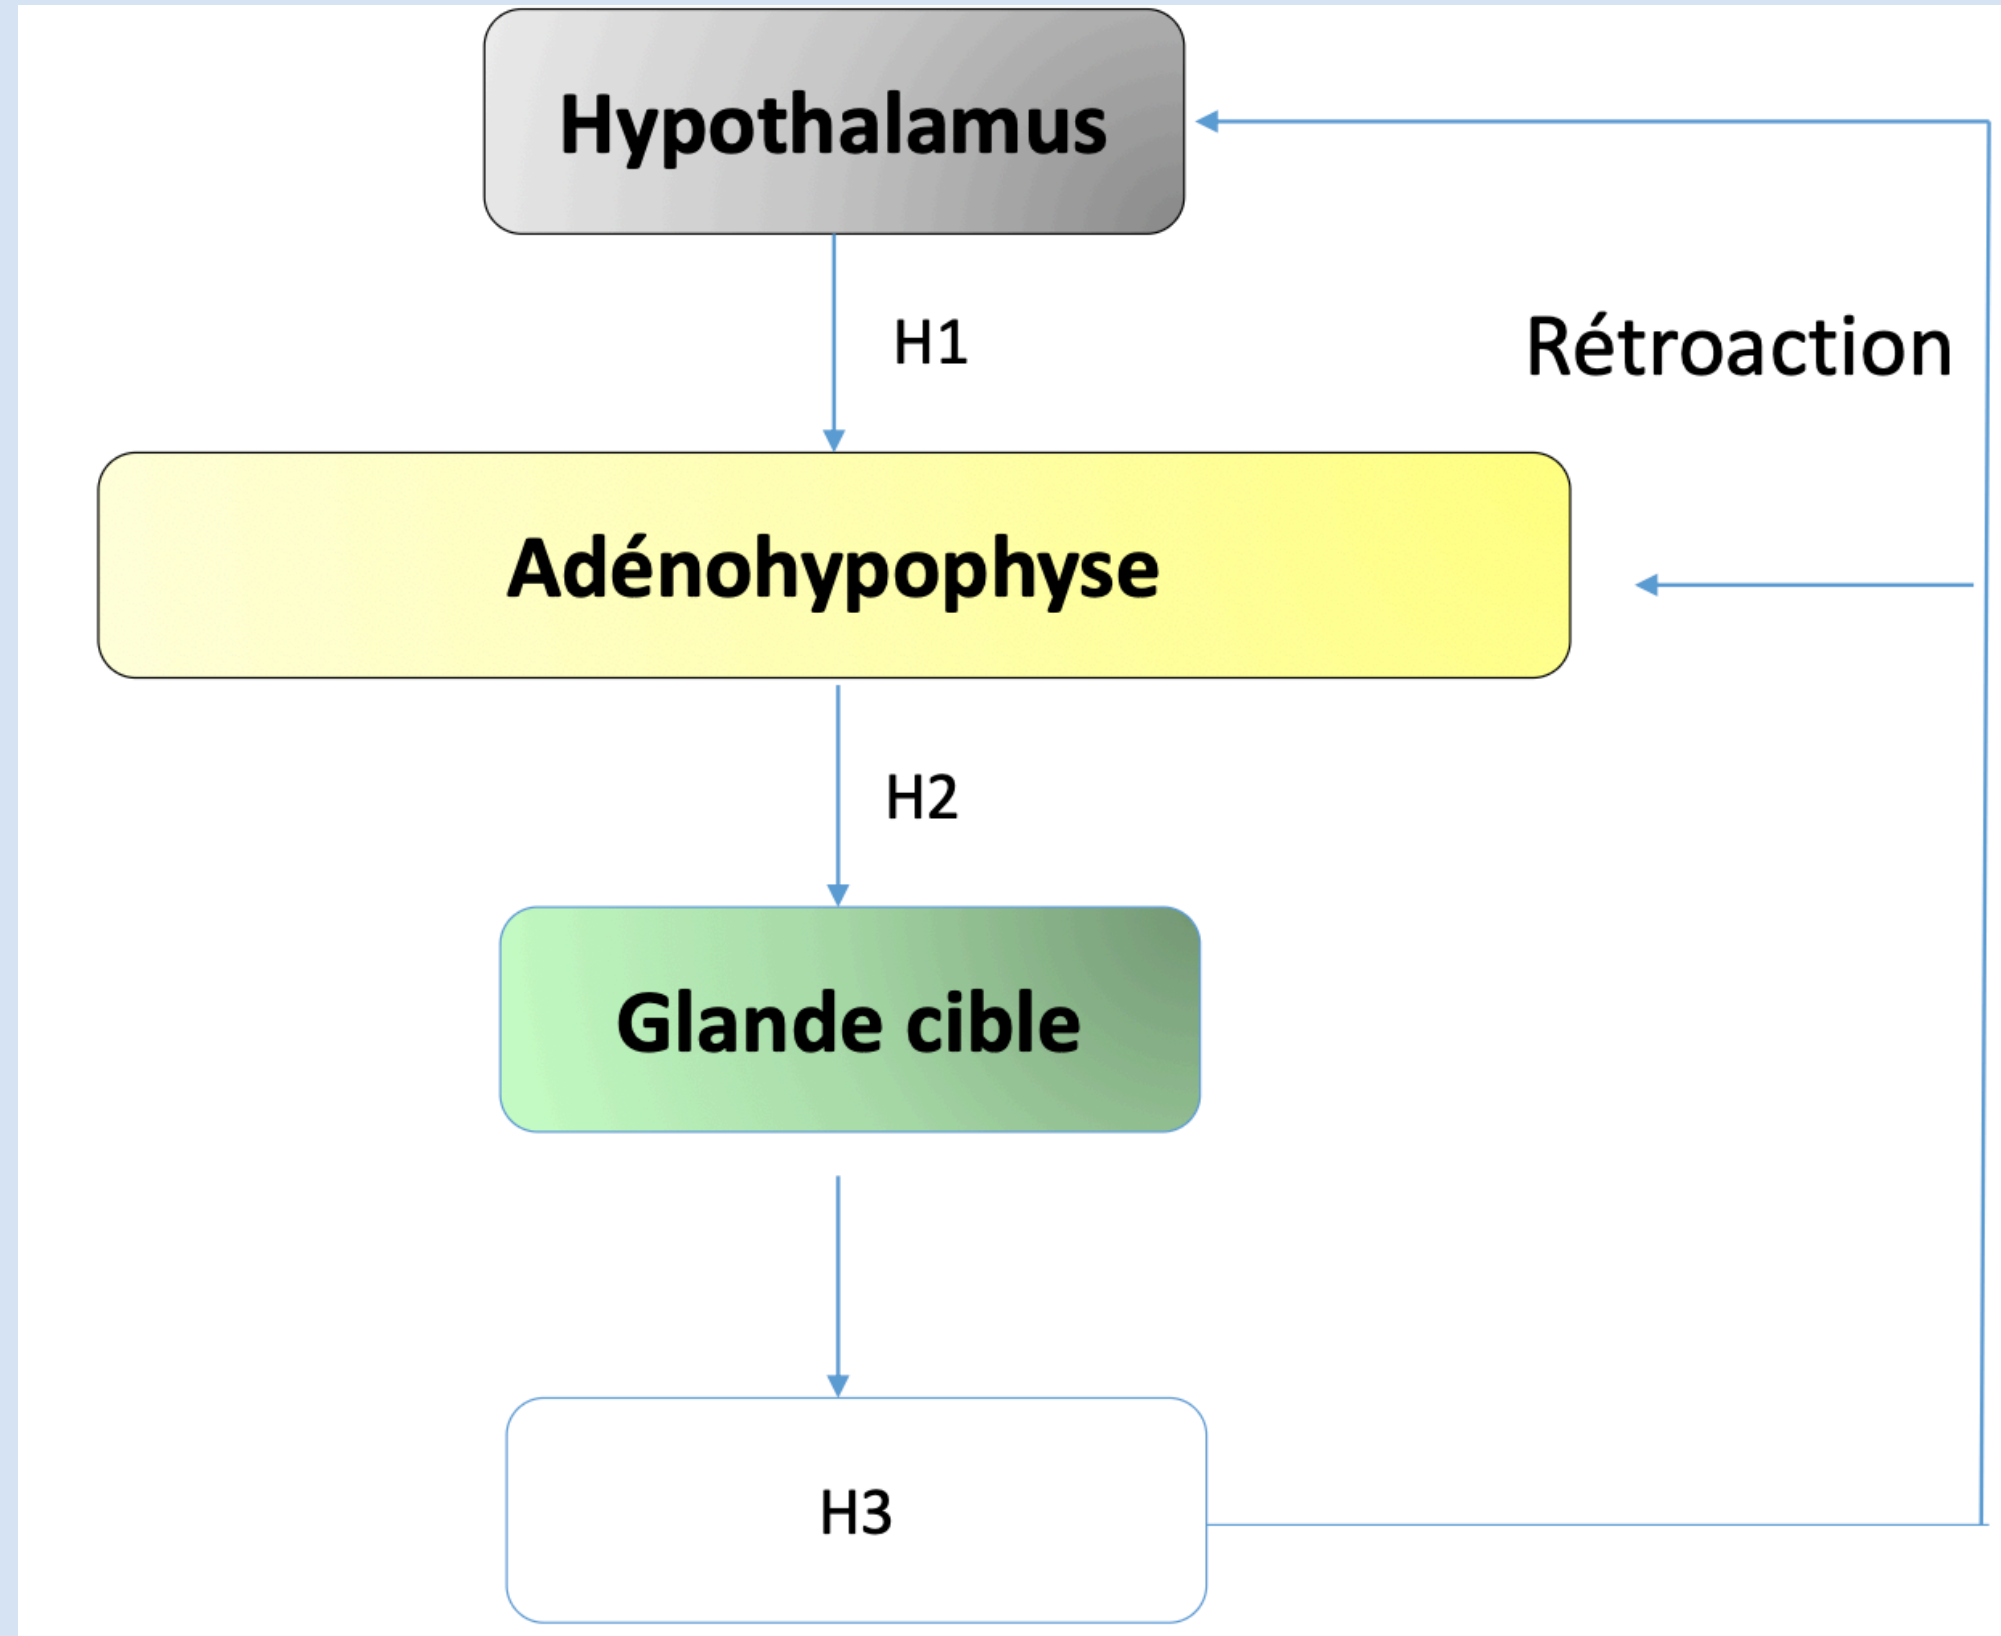 Hypothalamus
H1
Rétroaction
Adénohypophyse
H2
Glande cible
H3